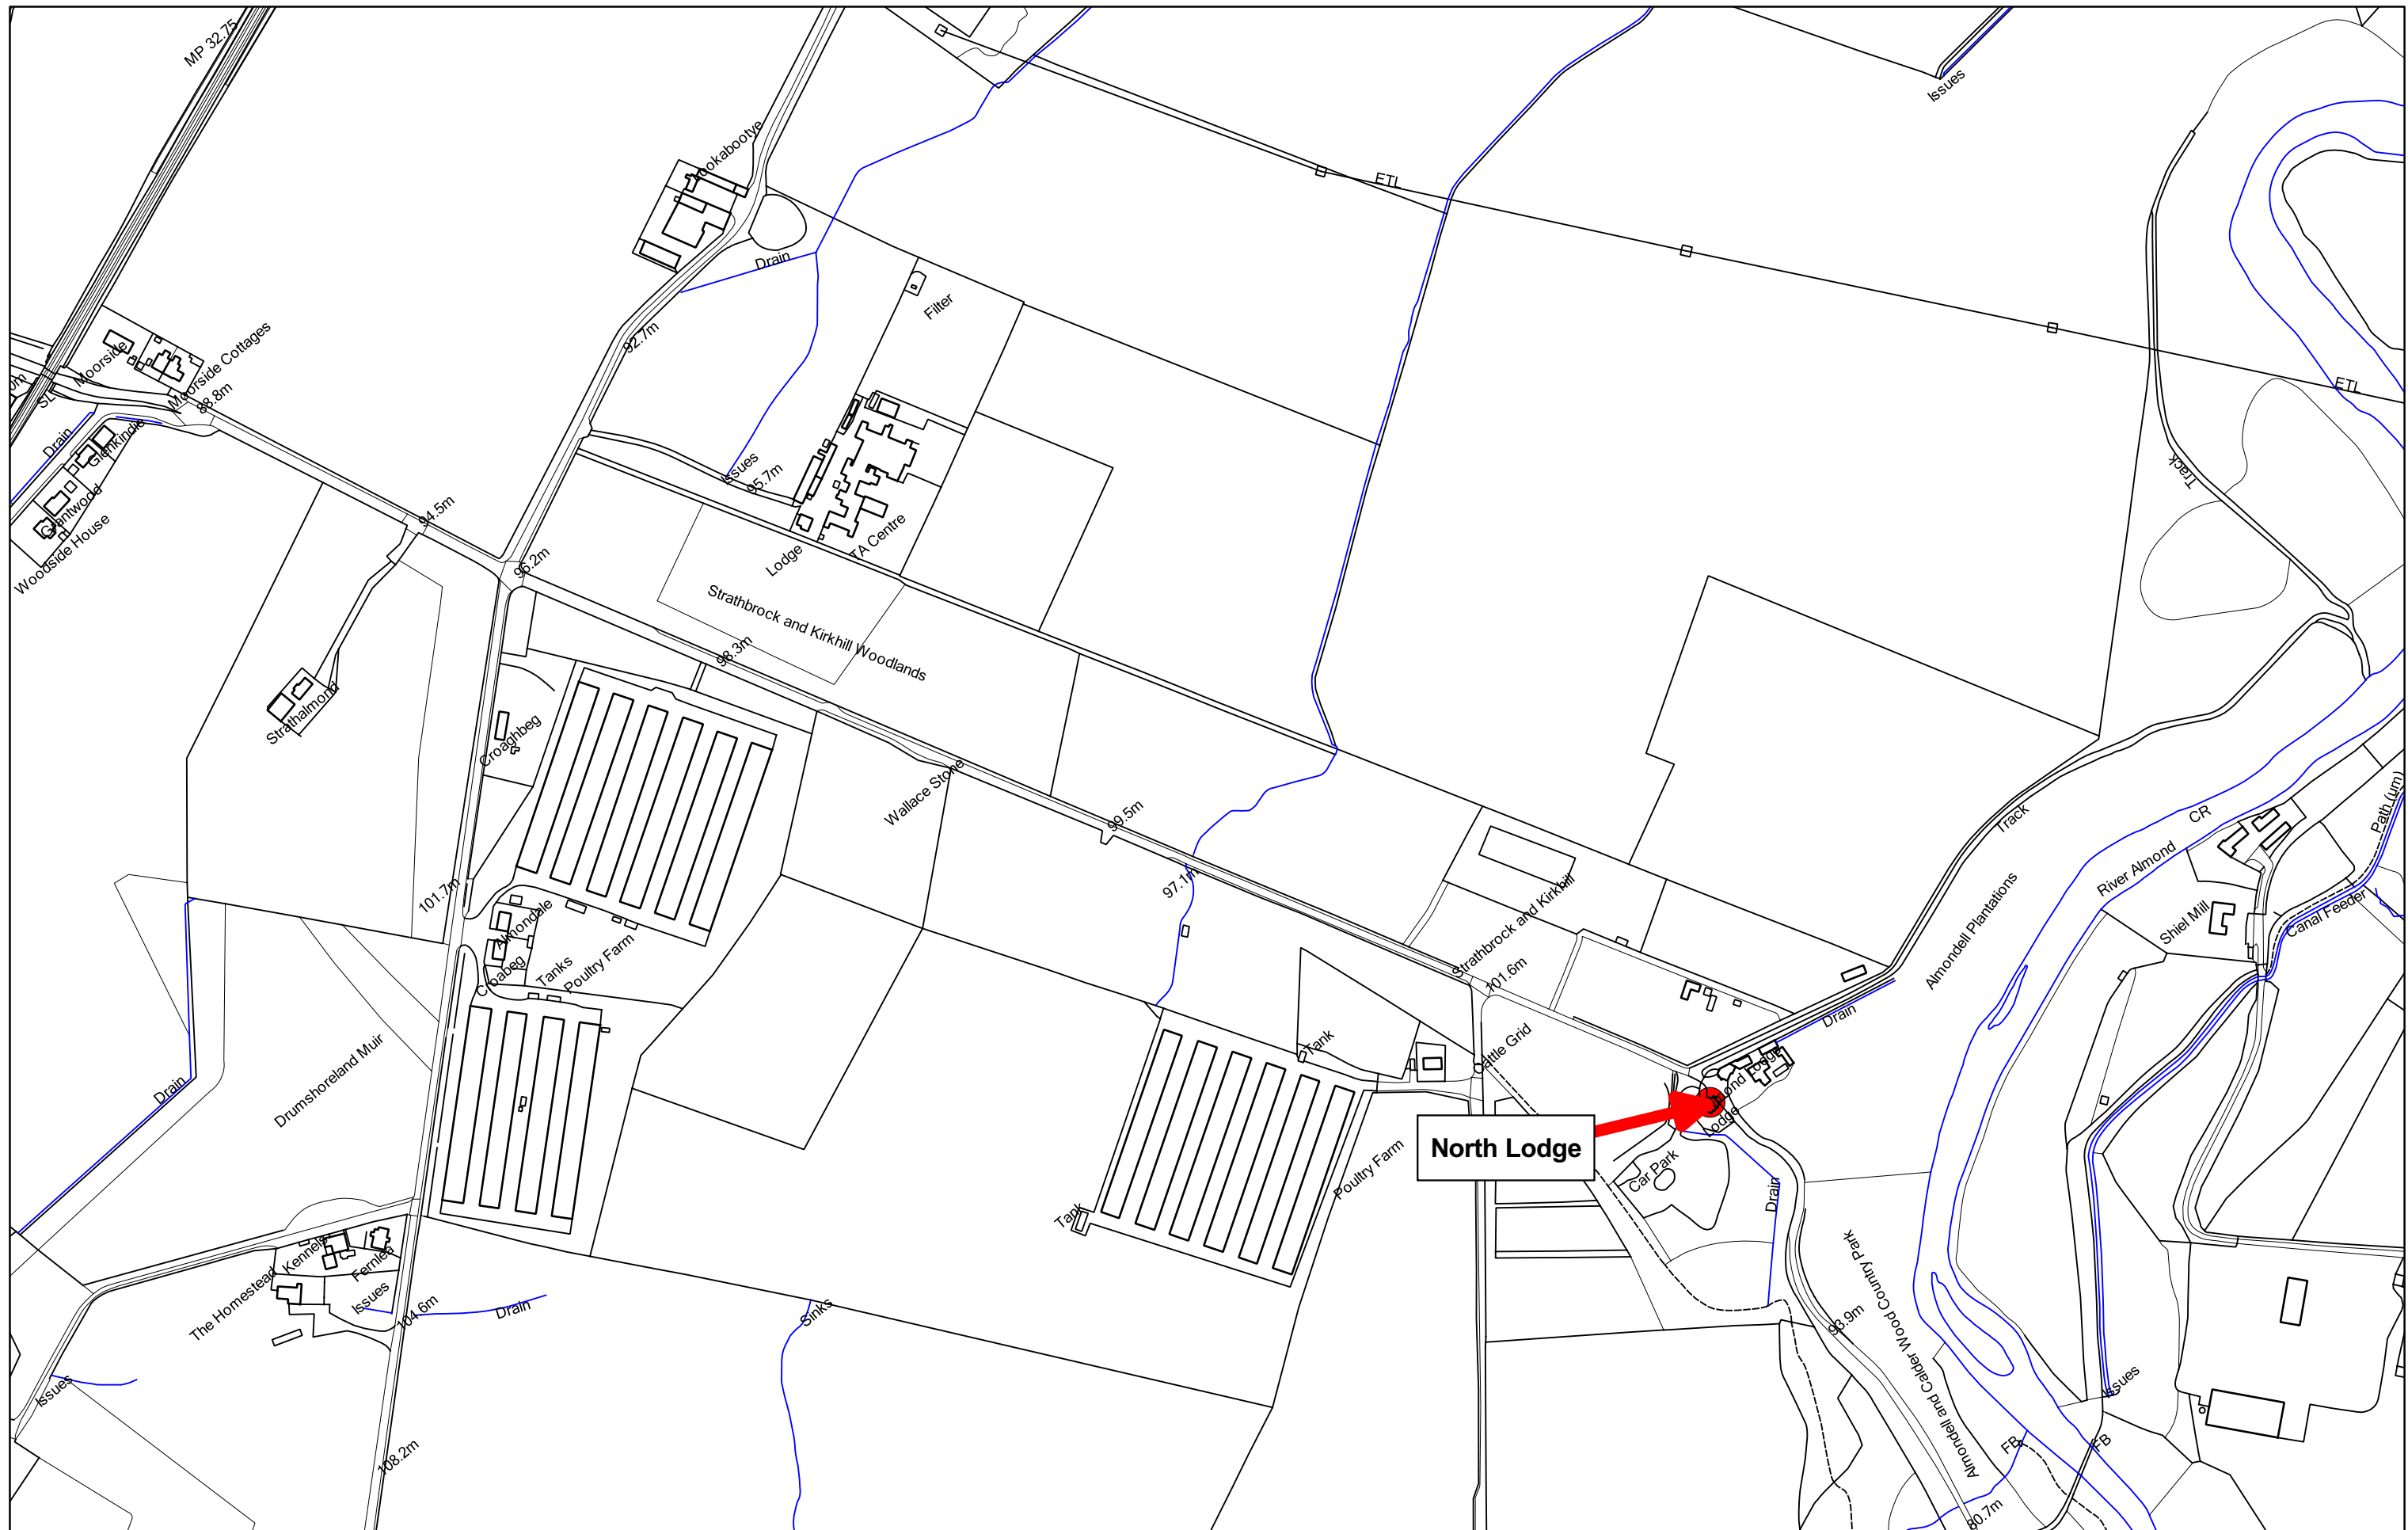 MP 32.75
Issues
ETL
Drain
Filter
92.7m
Moorside
Moorside Cottages
88.8m
SL
Drain
Glenkindie
Grantwood
Woodside House
94.5m
96.2m
Issues
95.7m
Lodge
TA Centre
ETL
Track
Strathbrock and Kirkhill Woodlands
98.3m
Strathalmond
Croaghbeg
Wallace Stone
99.5m
97.1m
101.7m
Almondale
Croabeg
Tanks
Poultry Farm
Strathbrock and Kirkhill
101.6m
Track
CR
River Almond
Almondell Plantations
Shiel Mill
Canal Feeder
Path (um)
Drain
Drumshoreland Muir
Tank
Cattle Grid
Drain
Lodge
North Lodge
Car Park
Drain
Poultry Farm
Tank
Kennels
Fernlea
The Homestead
Issues
104.6m
Drain
Sinks
Almondell and Calder Wood Country Park
93.9m
Issues
Issues
108.2m
FB
FB
80.7m